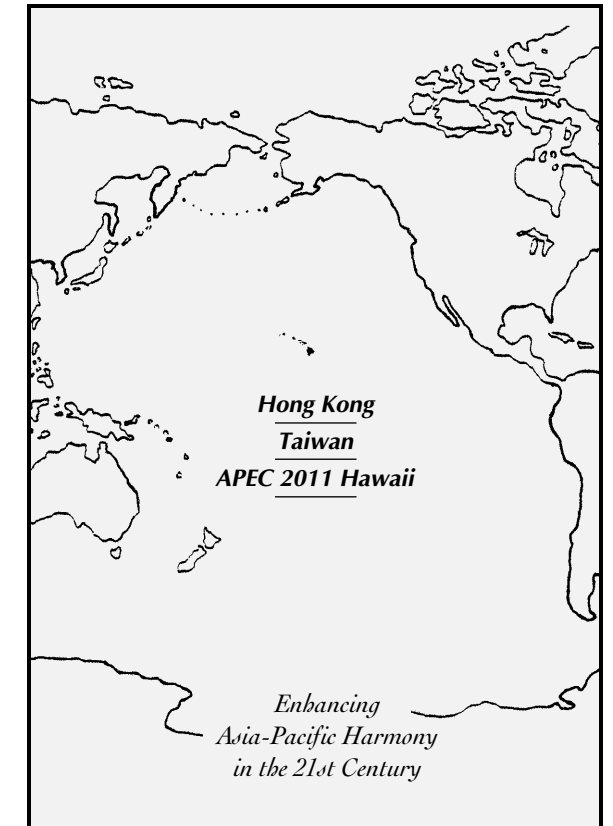 Hong Kong
Taiwan
APEC 2011 Hawaii
Enhancing
Asia-Pacific Harmony
in the 21st Century